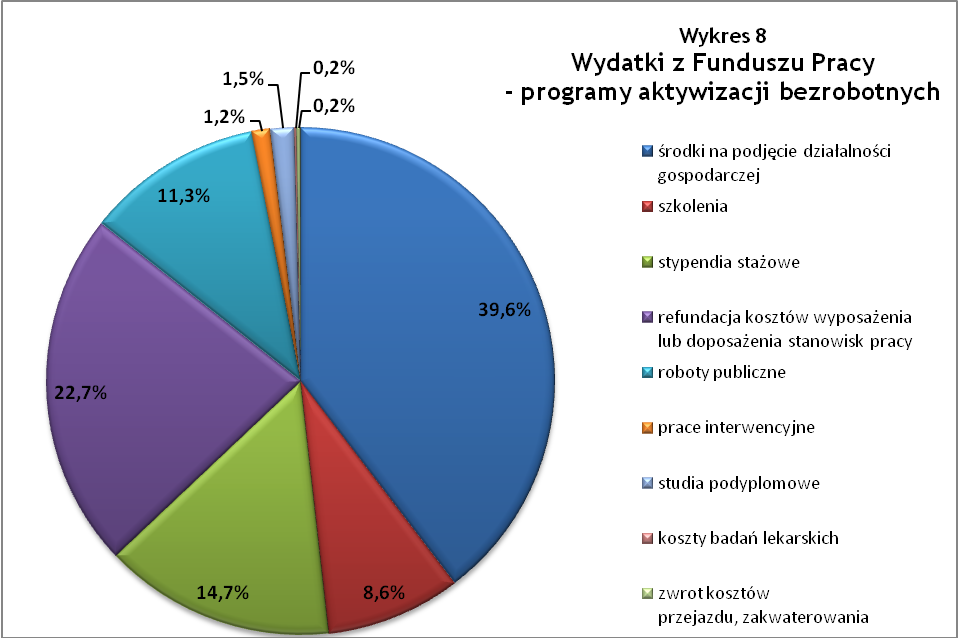 Wykres 8
Wydatki z Funduszu Pracy
- programy aktywizacji bezrobotnych
0,2%
1,5%
0,2%
1,2%
11,3%
39,6%
22,7%
14,7%
8,6%
środki na podjęcie działalności
gospodarczej
szkolenia
stypendia stażowe
refundacja kosztów wyposażenia
lub doposażenia stanowisk pracy
roboty publiczne
prace interwencyjne
studia podyplomowe
koszty badań lekarskich
zwrot kosztów
przejazdu, zakwaterowania